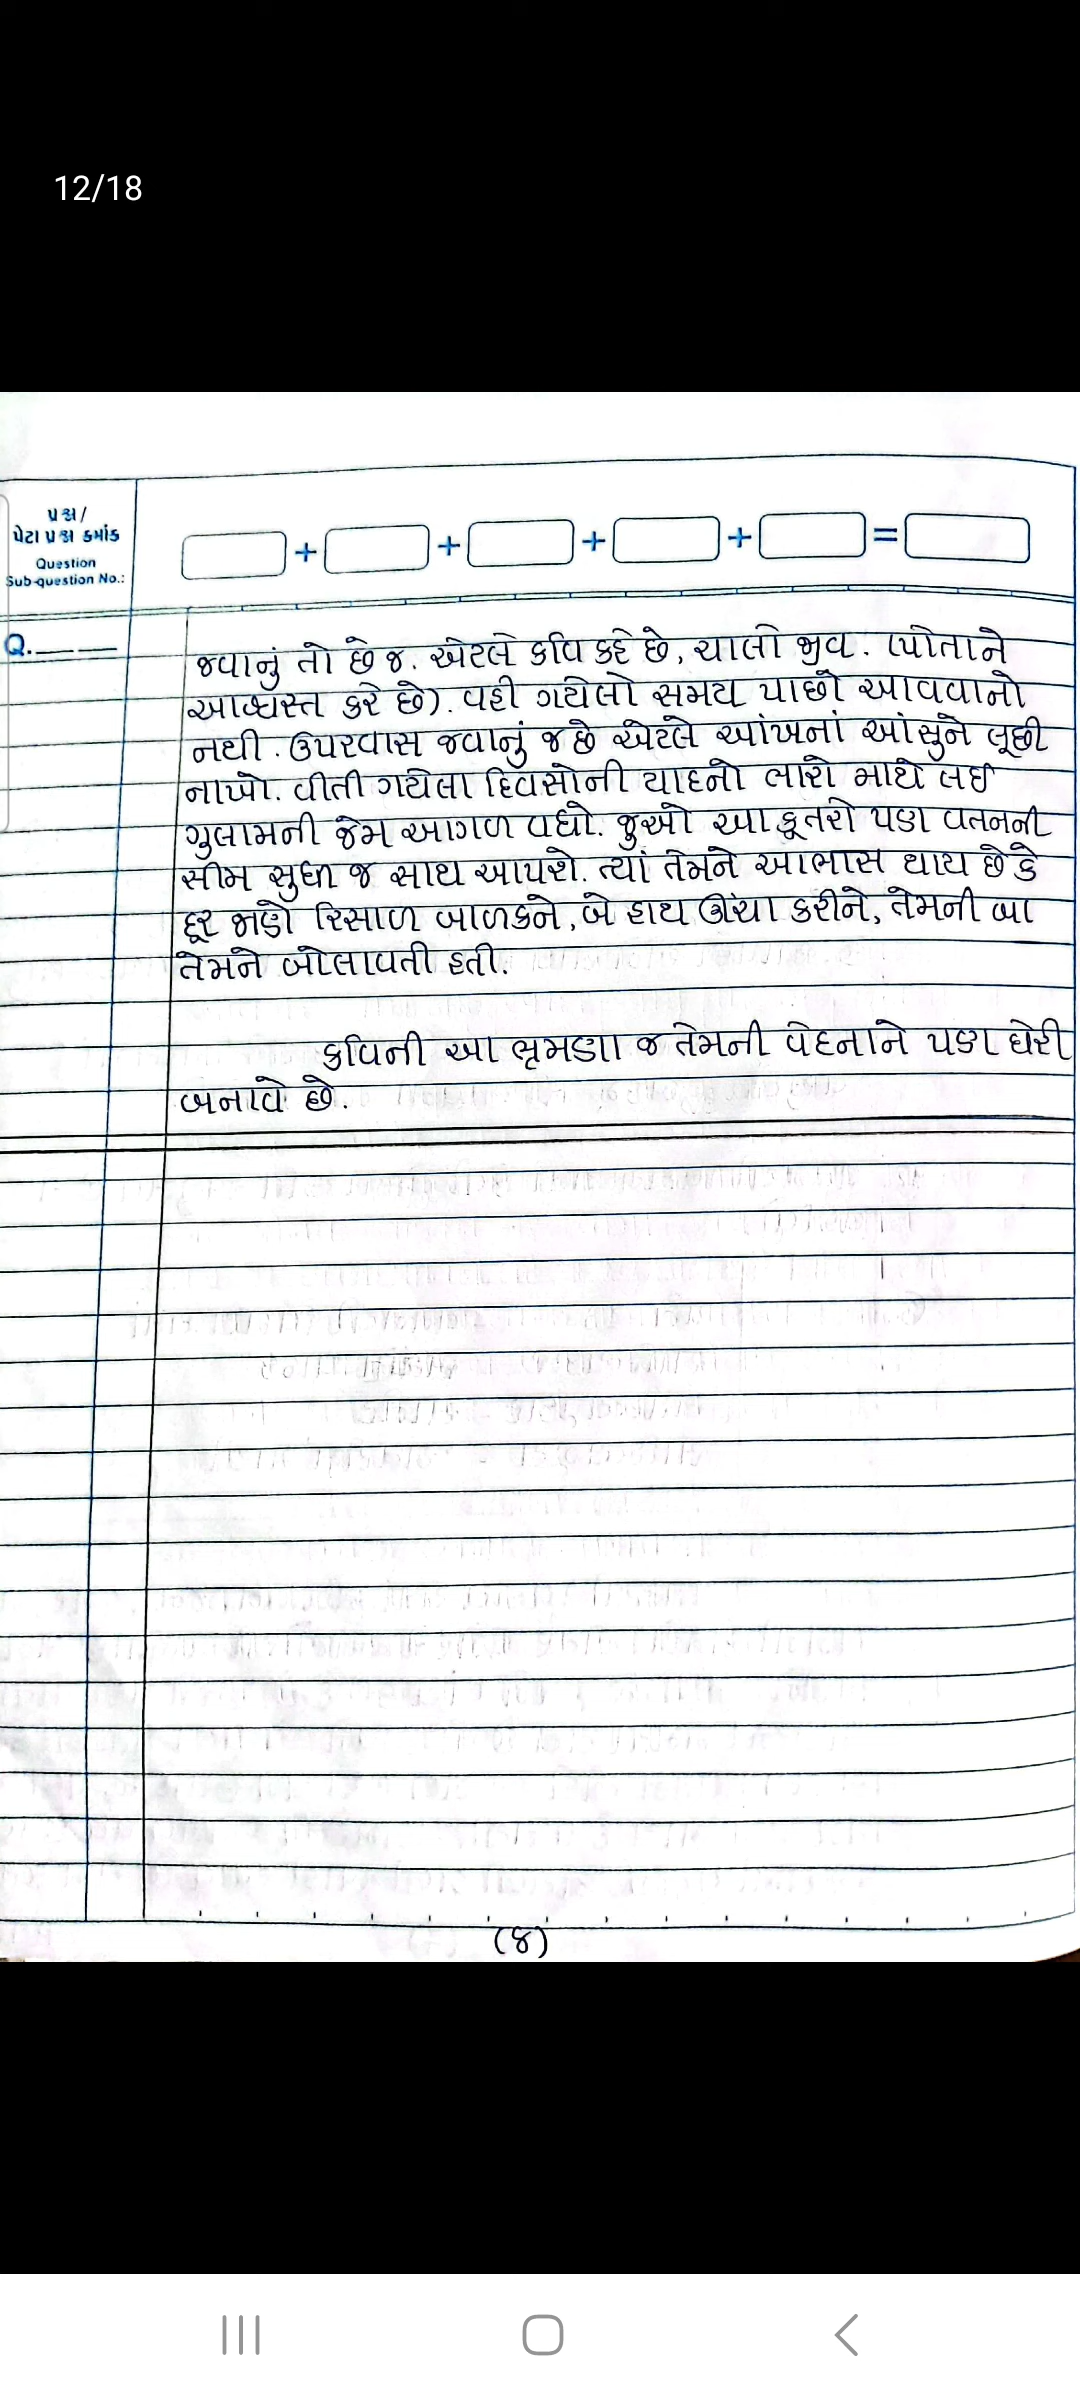 12/18
પ્રશ્ન/
પેટા પ્રશ્ન ક્રમાંક
Question
Sub-question No.:
+ + + + =
Q.
જવાનું તો છે જ. એટલે કવિ કહે છે, ચાલો જીવ. (પોતાને
આશ્વસ્ત કરે છે). વહી ગયેલો સમય પાછો આવવાનો
નથી. ઉપરવાસ જવાનું જ છે એટલે આંખનાં આંસુને લૂછી
નાખો. વીતી ગયેલા દિવસોની યાદનો ભારો માથે લઈ
ગુલામની જેમ આગળ વધો. જુઓ આ કૂતરો પણ વતનની
સીમ સુધી જ સાથ આપશે. ત્યાં તેમને આભાસ થાય છે કે
દૂર જાણે રિસાળ બાળકને, બે હાથ ઊંચા કરીને, તેમની બા
તેમને બોલાવતી હતી.
કવિની આ ભ્રમણા જ તેમની વેદનાને પણ ઘેરી
બનાવે છે.
(8)